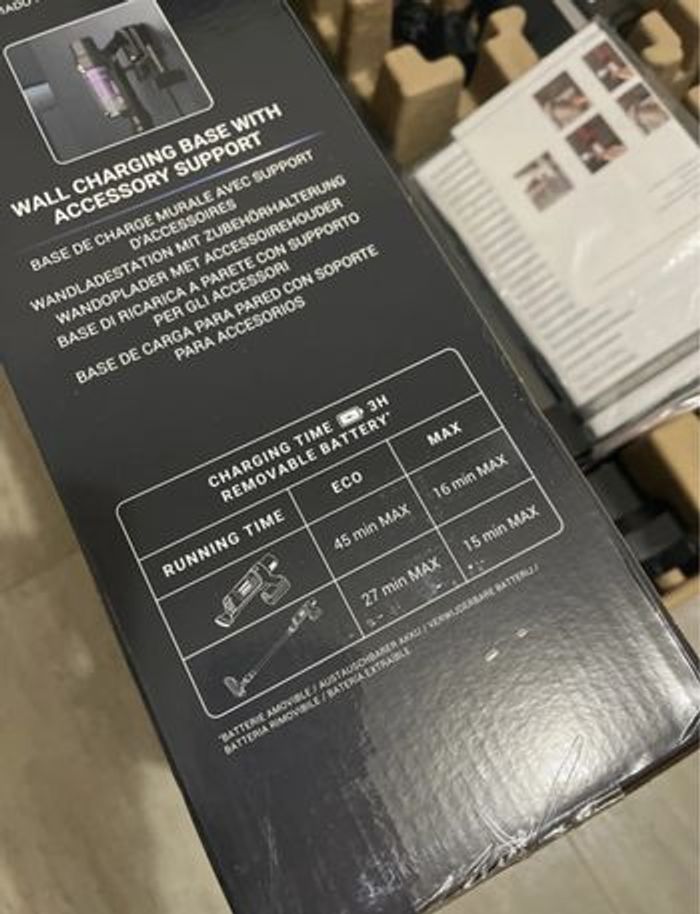 WALL CHARGING BASE WITH
ACCESSORY SUPPORT
BASE DE CHARGE MURALE AVEC SUPPORT
D'ACCESSOIRES
WANDLADESTATION MIT ZUBEHÖRHALTERUNG
WANDOPLADER MET ACCESSOIREHOUDER
BASE DI RICARICA A PARETE CON SUPPORTO
PER GLI ACCESSORI
BASE DE CARGA PARA PARED CON SOPORTE
PARA ACCESORIOS
CHARGING TIME 3H
REMOVABLE BATTERY*
RUNNING TIME ECO MAX
45 min MAX 16 min MAX
27 min MAX 15 min MAX
*BATTERIE AMOVIBLE / AUSTAUSCHBARER AKKU / VERWIJDERBARE BATTERIJ /
BATTERIA RIMOVIBILE / BATERIA EXTRAÍBLE